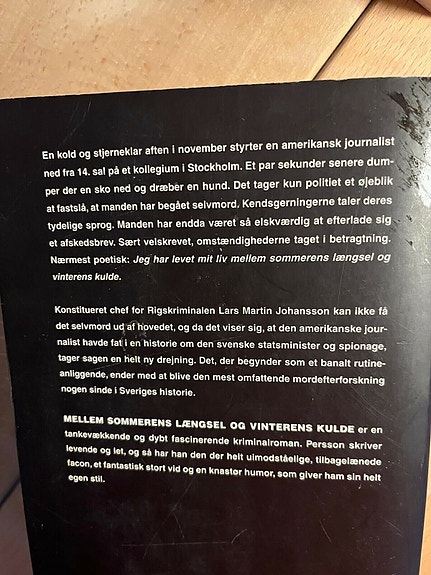 En kold og stjerneklar aften i november styrter en amerikansk journalist
ned fra 14. sal på et kollegium i Stockholm. Et par sekunder senere dum-
per der en sko ned og dræber en hund. Det tager kun politiet et øjeblik
at fastslå, at manden har begået selvmord. Kendsgerningerne taler deres
tydelige sprog. Manden har endda været så elskværdig at efterlade sig
et afskedsbrev. Sært velskrevet, omstændighederne taget i betragtning.
Nærmest poetisk: Jeg har levet mit liv mellem sommerens længsel og
vinterens kulde.
Konstitueret chef for Rigskriminalen Lars Martin Johansson kan ikke få
det selvmord ud af hovedet, og da det viser sig, at den amerikanske jour-
nalist havde fat i en historie om den svenske statsminister og spionage,
tager sagen en helt ny drejning. Det, der begynder som et banalt rutine-
anliggende, ender med at blive den mest omfattende mordefterforskning
nogen sinde i Sveriges historie.
MELLEM SOMMERENS LÆNGSEL OG VINTERENS KULDE er en
tankevækkende og dybt fascinerende kriminalroman. Persson skriver
levende og let, og så har han den der helt uimodståelige, tilbagelænede
facon, et fantastisk stort vid og en knastør humor, som giver ham sin helt
egen stil.